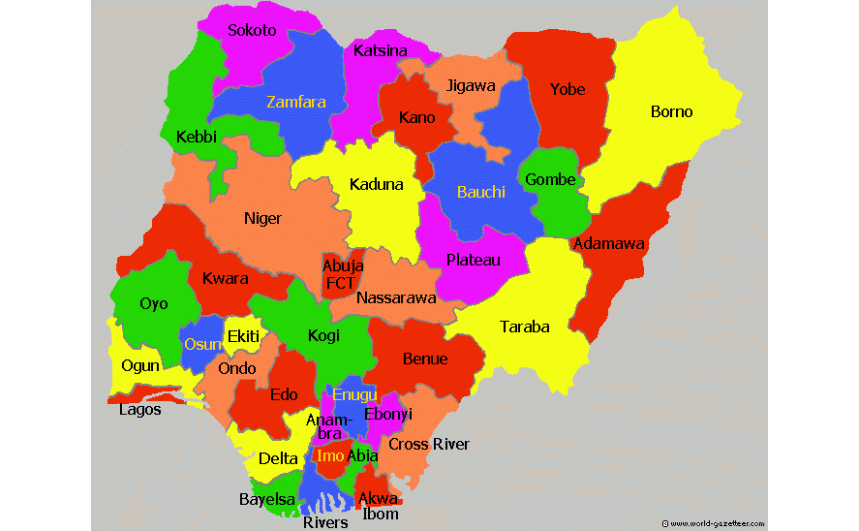 Sokoto
Katsina
Jigawa
Yobe
Borno
Zamfara
Kano
Kebbi
Kaduna
Bauchi
Gombe
Niger
Adamawa
Plateau
Abuja
FCT
Kwara
Nassarawa
Oyo
Taraba
Kogi
Ekiti
Osun
Benue
Ogun
Ondo
Edo
Enugu
Lagos
Anam-
bra
Ebonyi
Cross River
Delta
Imo
Abia
Bayelsa
Akwa
Ibom
Rivers
© www.world-gazetteer.com